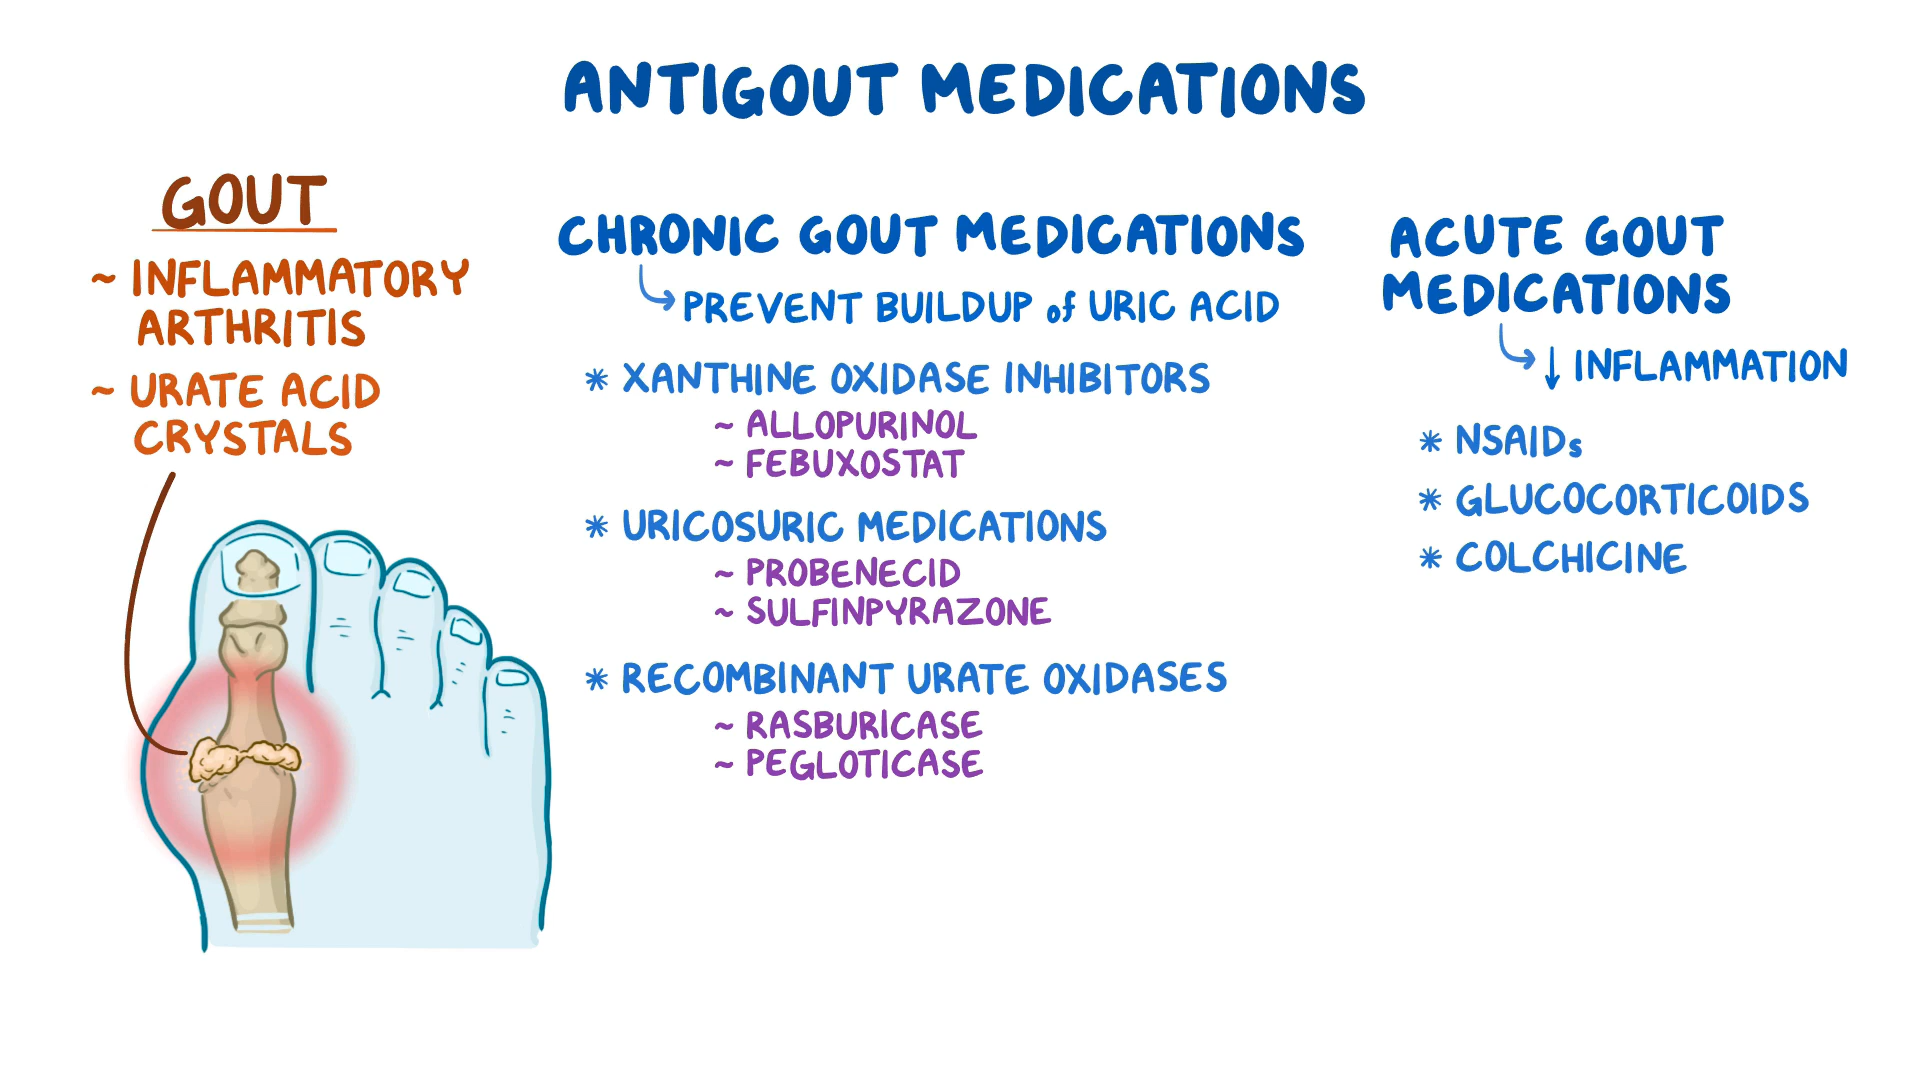 ANTIGOUT MEDICATIONS
GOUT
~ INFLAMMATORY
ARTHRITIS
~ URATE ACID
CRYSTALS
CHRONIC GOUT MEDICATIONS
PREVENT BUILDUP of URIC ACID
* XANTHINE OXIDASE INHIBITORS
~ ALLOPURINOL
~ FEBUXOSTAT
* URICOSURIC MEDICATIONS
~ PROBENECID
~ SULFINPYRAZONE
* RECOMBINANT URATE OXIDASES
~ RASBURICASE
~ PEGLOTICASE
ACUTE GOUT
MEDICATIONS
↓ INFLAMMATION
* NSAIDs
* GLUCOCORTICOIDS
* COLCHICINE